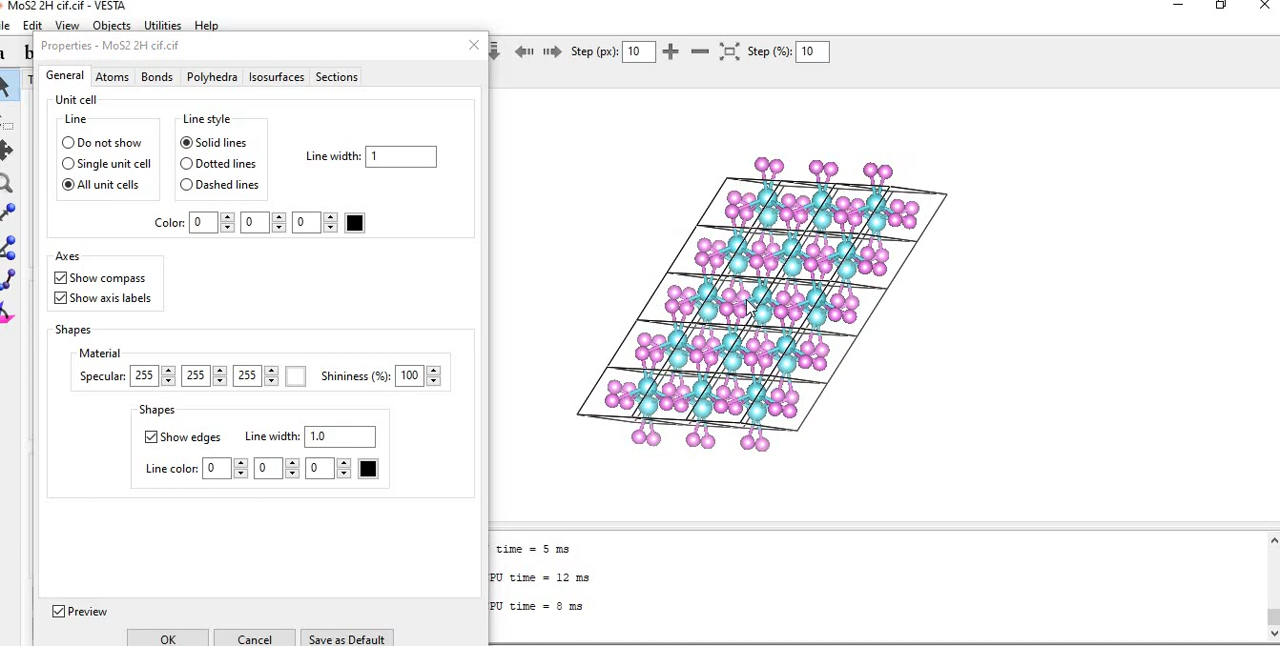 MoS2 2H cif.cif - VESTA
Edit View Objects Utilities Help
Properties - MoS2 2H cif.cif
Step (px): 10 Step (%): 10
General Atoms Bonds Polyhedra Isosurfaces Sections
Unit cell
Line Line style
Do not show Solid lines
Line width: 1
Single unit cell Dotted lines
All unit cells Dashed lines
Color: 0 0 0
Axes
Show compass
Show axis labels
Shapes
Material
Specular: 255 255 255 Shininess (%): 100
Shapes
Show edges Line width: 1.0
Line color: 0 0 0
time = 5 ms
PU time = 12 ms
PU time = 8 ms
Preview
OK Cancel Save as Default